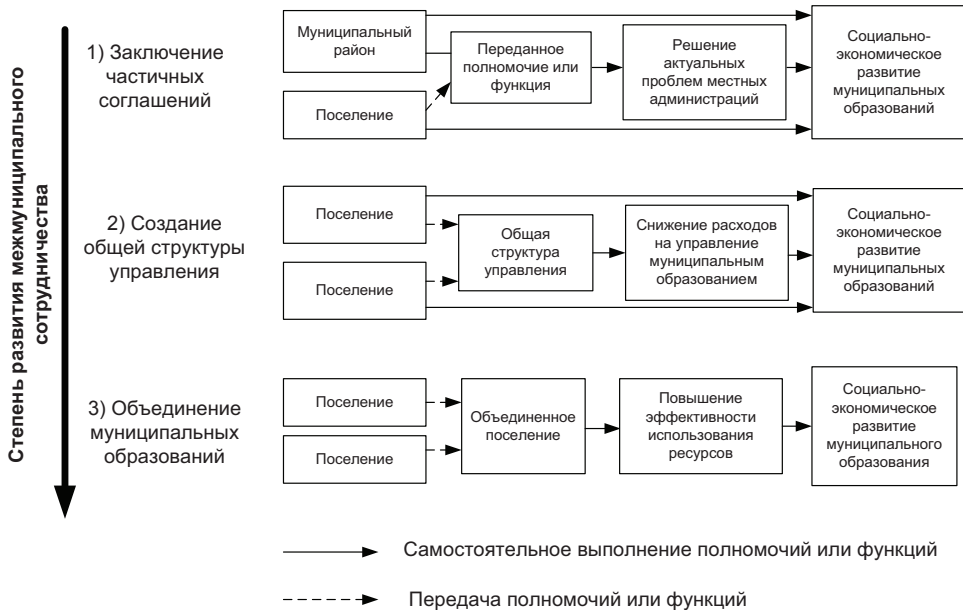 Степень развития межмуниципального
сотрудничества
1) Заключение
частичных
соглашений
Муниципальный
район
Поселение
Переданное
полномочие или
функция
Решение
актуальных
проблем местных
администраций
Социально-
экономическое
развитие
муниципальных
образований
2) Создание
общей структуры
управления
Поселение
Поселение
Общая
структура
управления
Снижение расходов
на управление
муниципальным
образованием
Социально-
экономическое
развитие
муниципальных
образований
3) Объединение
муниципальных
образований
Поселение
Поселение
Объединенное
поселение
Повышение
эффективности
использования
ресурсов
Социально-
экономическое
развитие
муниципального
образования
Самостоятельное выполнение полномочий или функций
Передача полномочий или функций